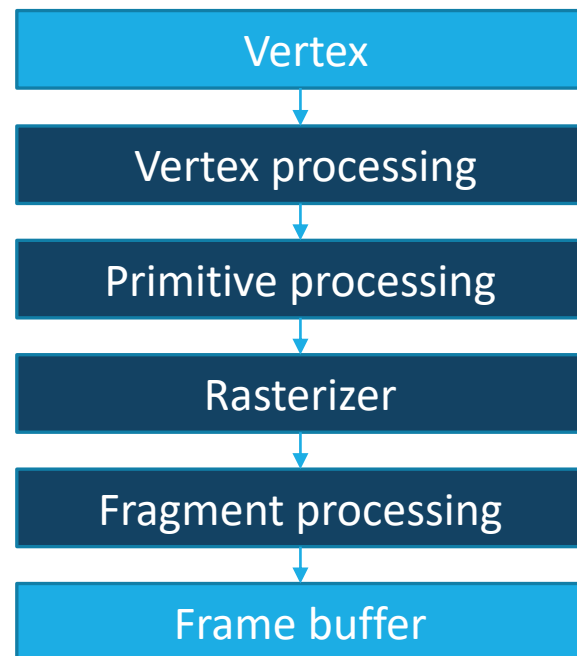 Vertex
Vertex processing
Primitive processing
Rasterizer
Fragment processing
Frame buffer